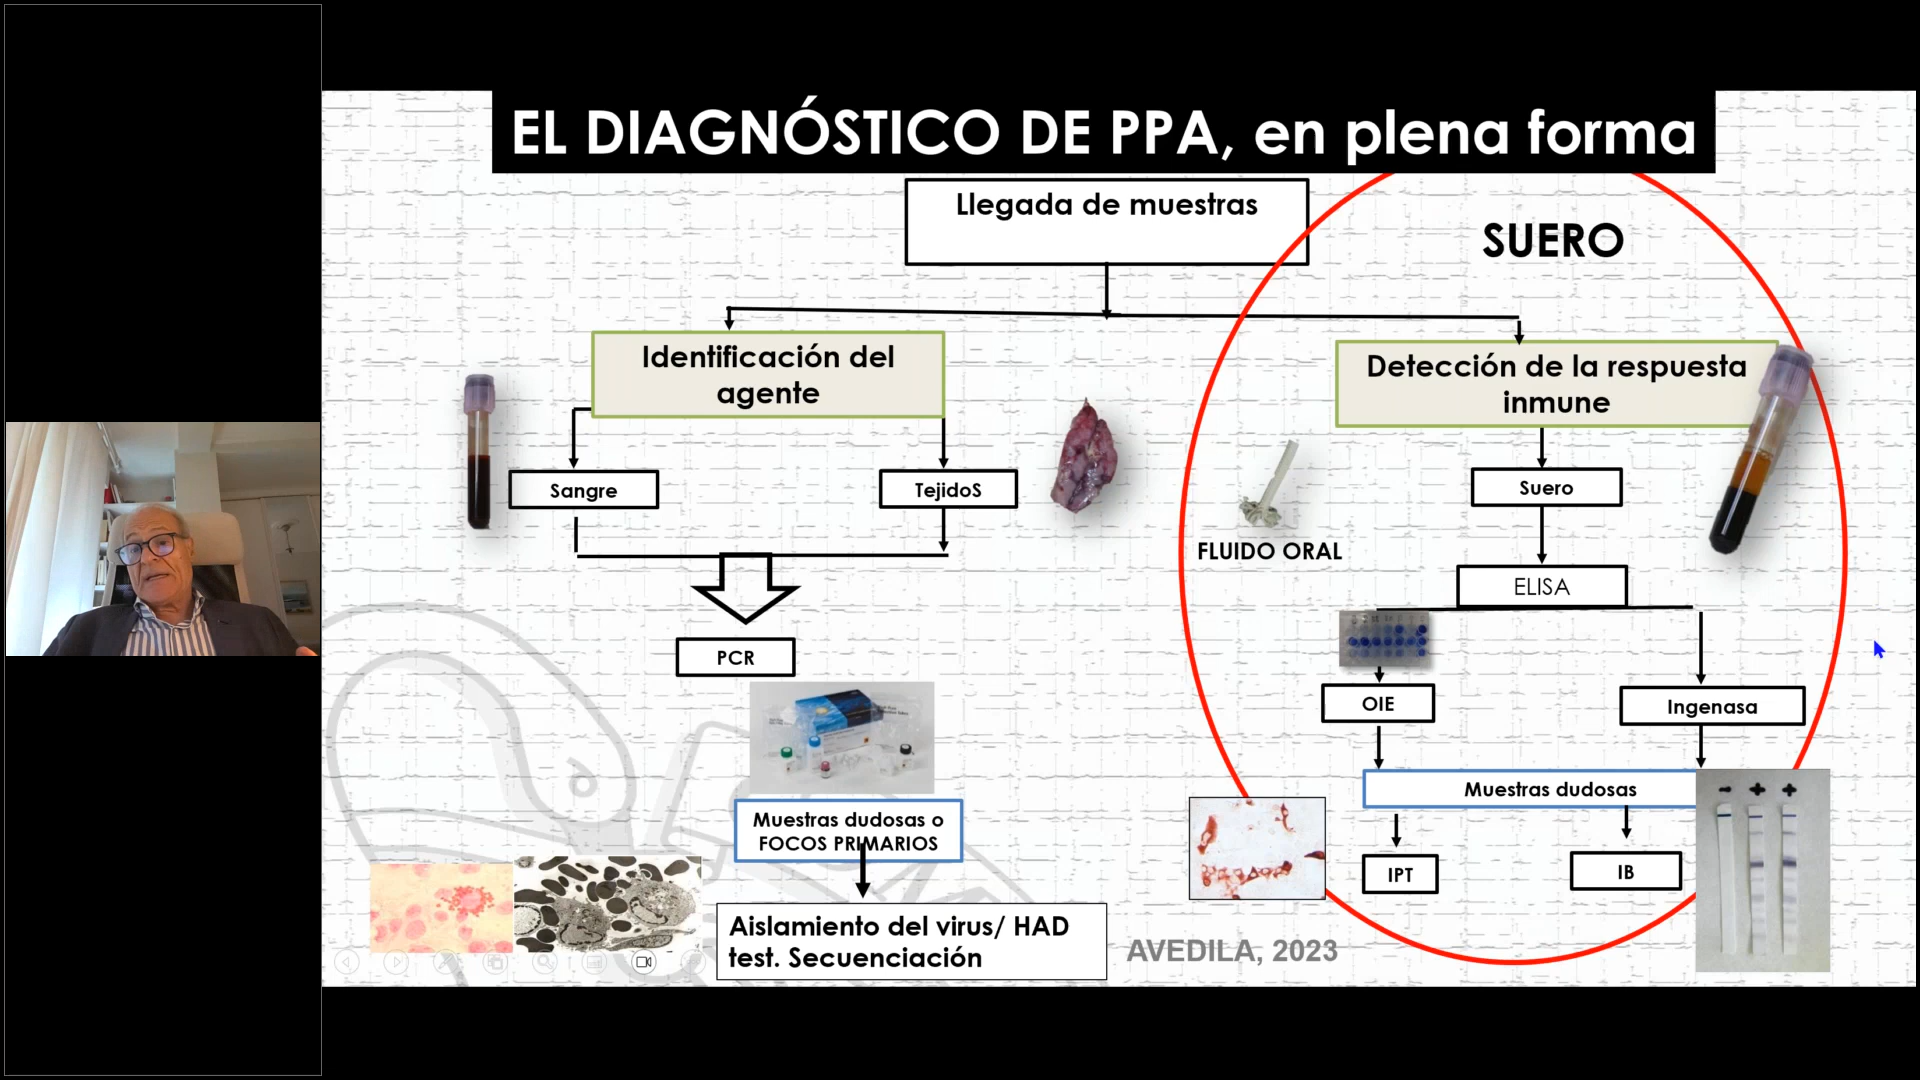 EL DIAGNÓSTICO DE PPA, en plena forma
Llegada de muestras
SUERO
Identificación del
agente
Detección de la respuesta
inmune
Sangre
TejidoS
Suero
FLUIDO ORAL
ELISA
PCR
OIE
Ingenasa
Muestras dudosas o
FOCOS PRIMARIOS
Muestras dudosas
IPT
IB
Aislamiento del virus/ HAD
test. Secuenciación
AVEDILA, 2023